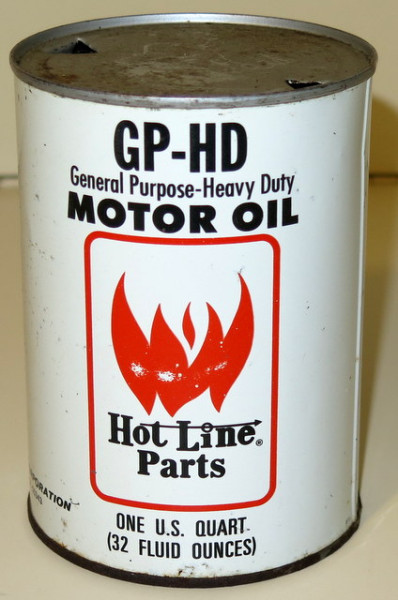 GP-HD
General Purpose-Heavy Duty
MOTOR OIL
Hot Line®
Parts
ONE U.S. QUART
(32 FLUID OUNCES)